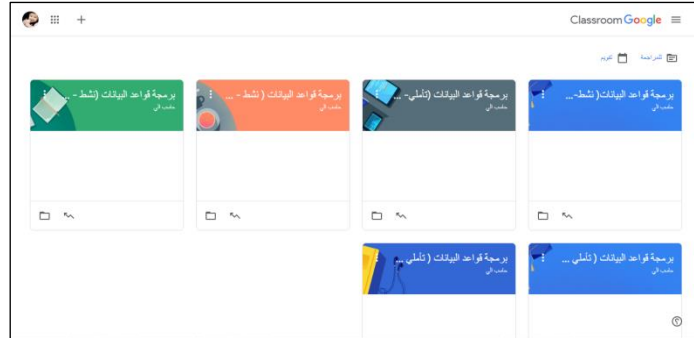 Classroom Google
للمراجعة
تقويم
برمجة قواعد البيانات( نشط-...
حاسب آلي
برمجة قواعد البيانات (تأملي- ...
حاسب آلي
برمجة قواعد البيانات ( نشط - ...
حاسب آلي
برمجة قواعد البيانات (نشط - ...
حاسب آلي
برمجة قواعد البيانات ( تأملي ...
حاسب آلي
برمجة قواعد البيانات ( تأملي ...
حاسب آلي